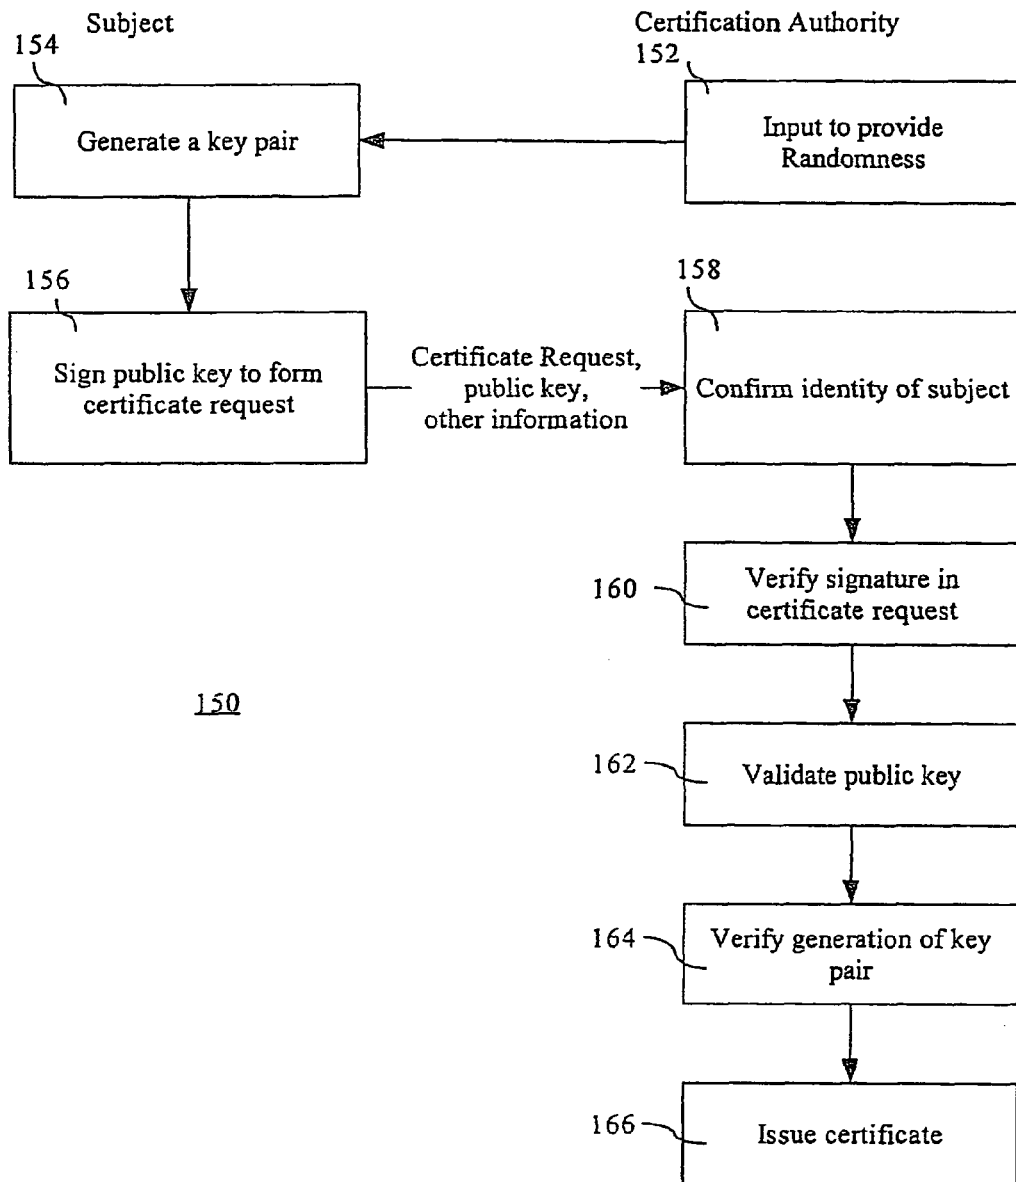 Subject
Certification Authority
154
152
Generate a key pair
Input to provide
Randomness
156
158
Sign public key to form
certificate request
Certificate Request,
public key,
other information
Confirm identity of subject
160
Verify signature in
certificate request
150
162
Validate public key
164
Verify generation of key
pair
166
Issue certificate